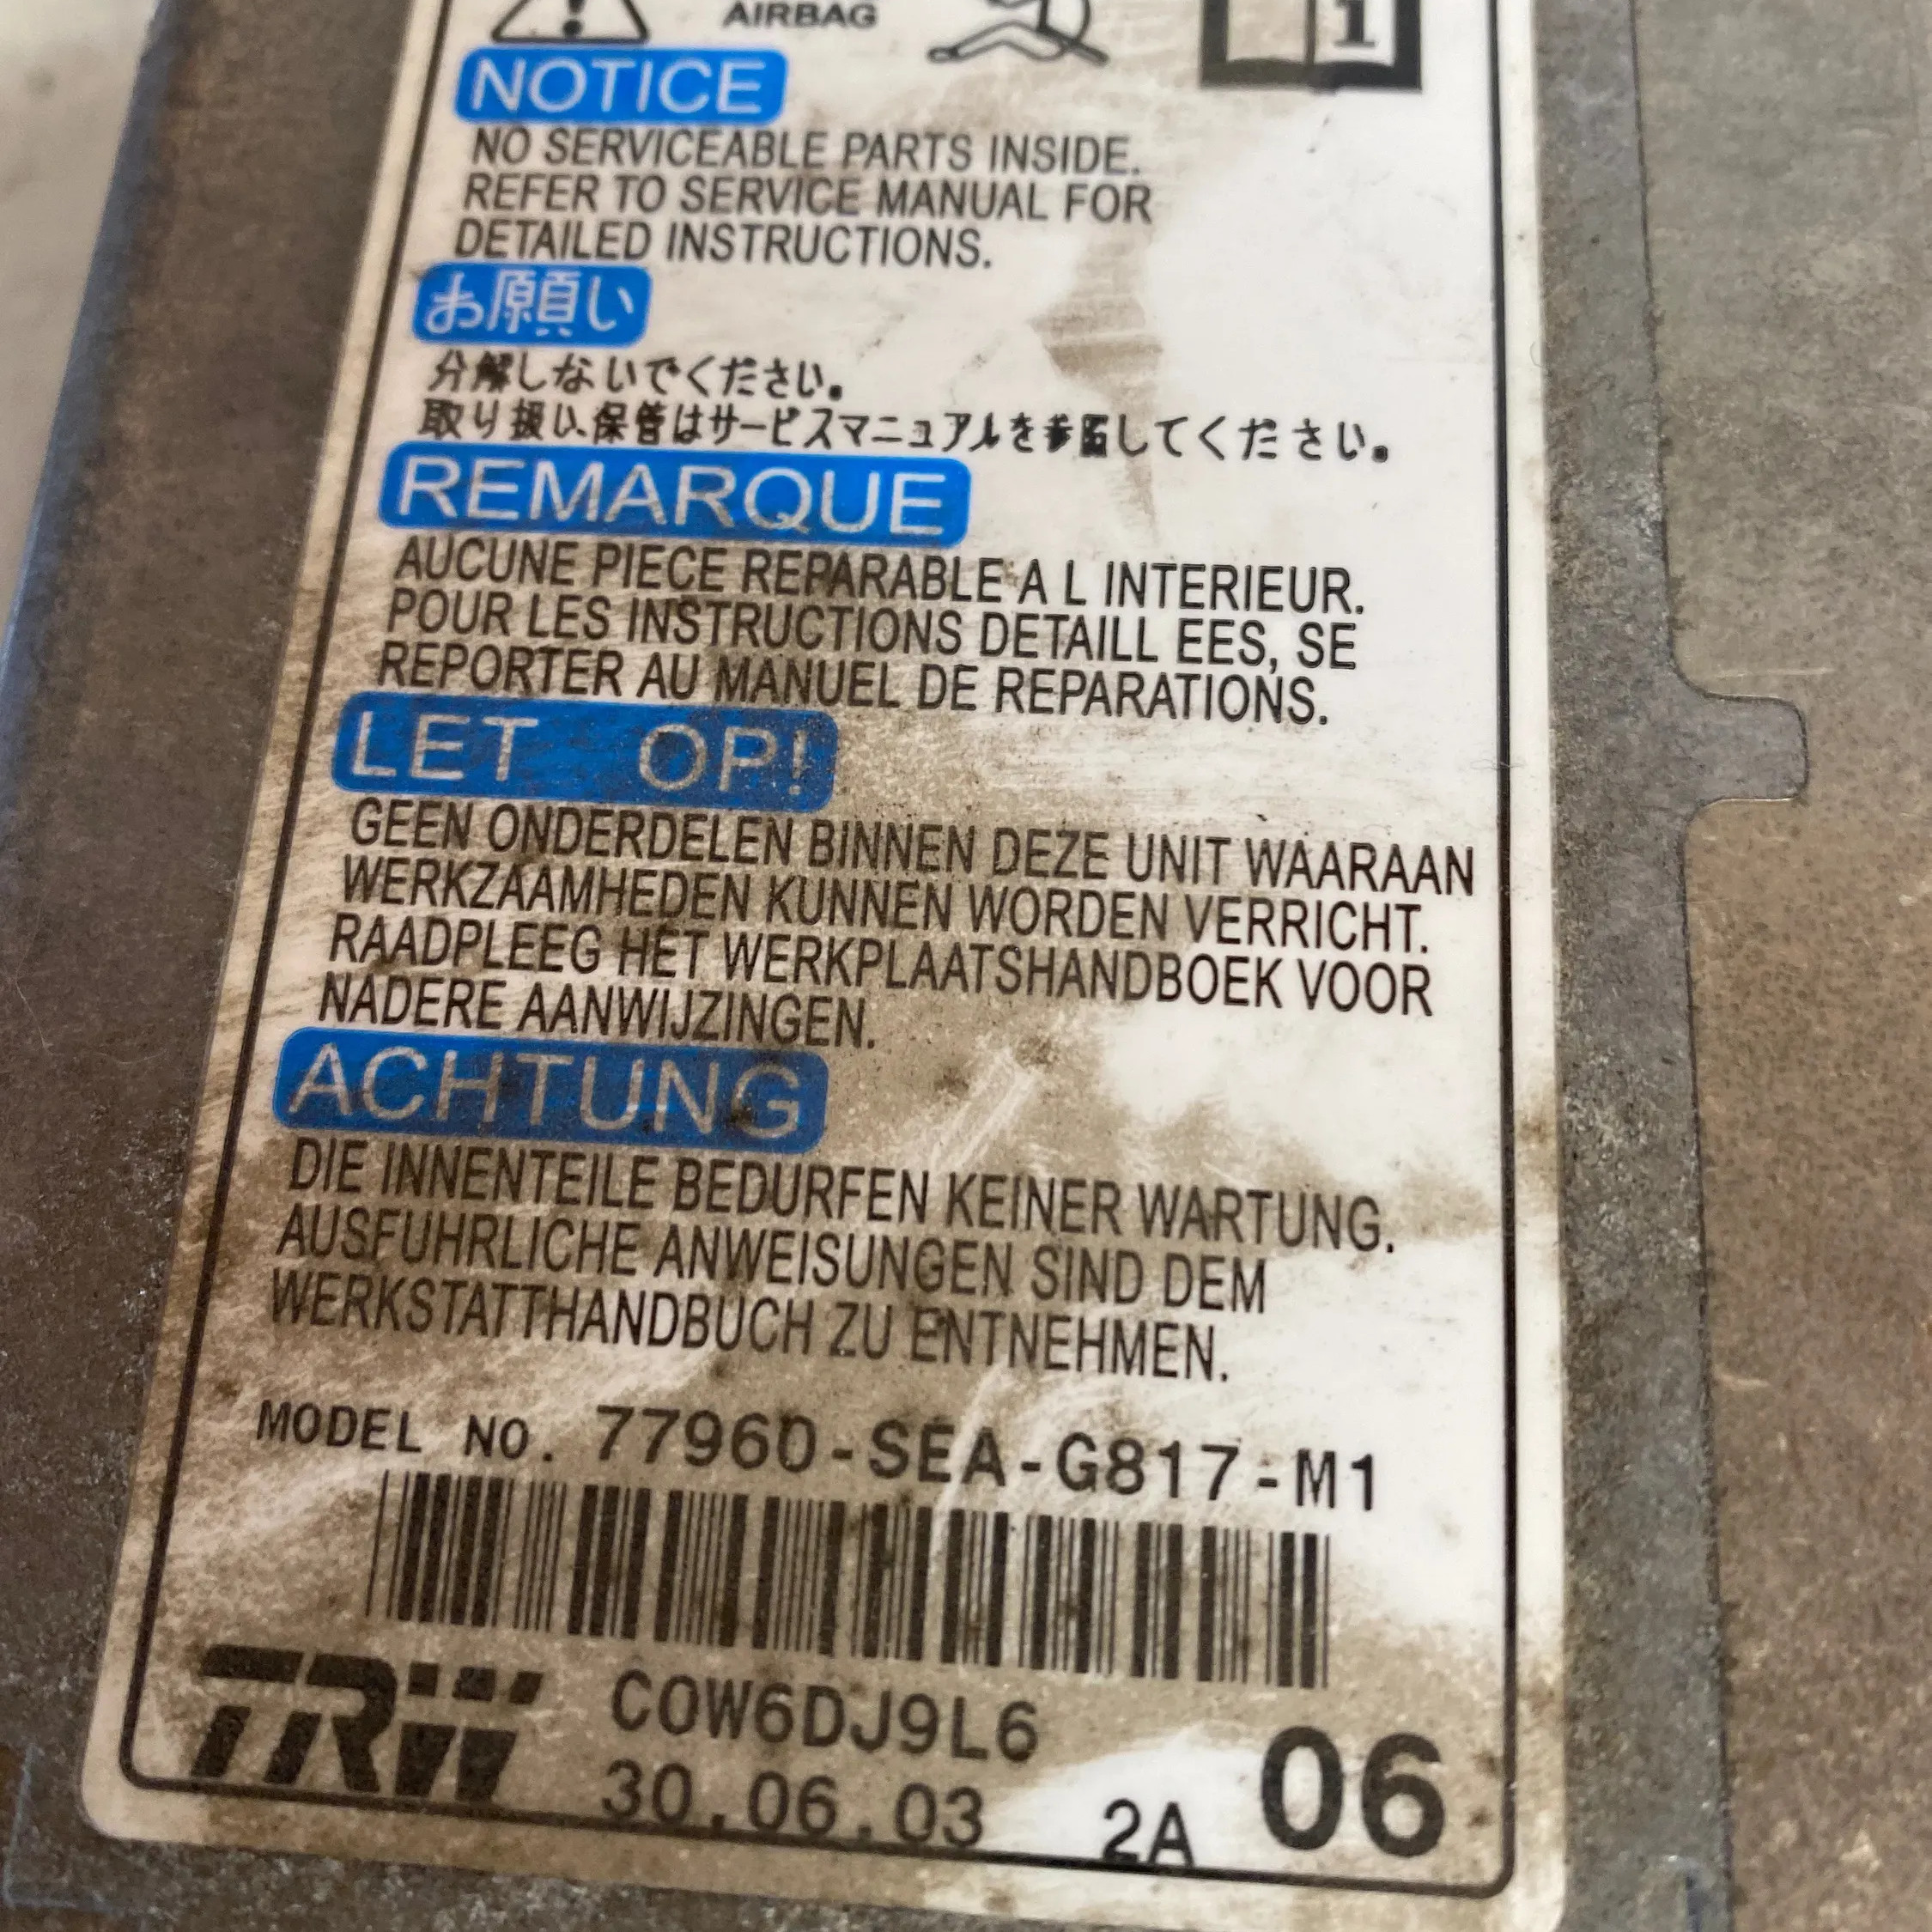 AIRBAG
i
NOTICE
NO SERVICEABLE PARTS INSIDE.
REFER TO SERVICE MANUAL FOR
DETAILED INSTRUCTIONS.
お願い
分解しないでください。
取り扱い、保管はサービスマニュアルを参照してください。
REMARQUE
AUCUNE PIECE REPARABLE A L INTERIEUR.
POUR LES INSTRUCTIONS DETAILL EES, SE
REPORTER AU MANUEL DE REPARATIONS.
LET OP!
GEEN ONDERDELEN BINNEN DEZE UNIT WAARAAN
WERKZAAMHEDEN KUNNEN WORDEN VERRICHT.
RAADPLEEG HET WERKPLAATSHANDBOEK VOOR
NADERE AANWIJZINGEN.
ACHTUNG
DIE INNENTEILE BEDURFEN KEINER WARTUNG.
AUSFUHRLICHE ANWEISUNGEN SIND DEM
WERKSTATTHANDBUCH ZU ENTNEHMEN.
MODEL NO. 77960-SEA-G817-M1
TRW COW6DJ9L6
30.06.03 2A 06